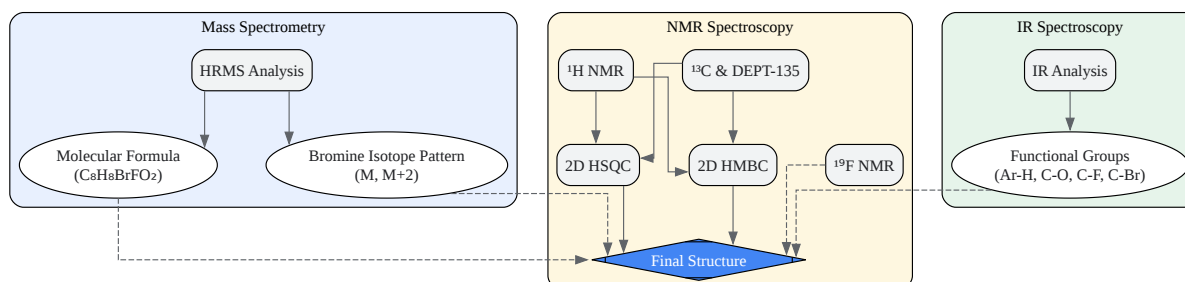 Mass Spectrometry
NMR Spectroscopy
IR Spectroscopy
HRMS Analysis
¹H NMR
¹³C & DEPT-135
IR Analysis
Molecular Formula
(C₈H₈BrFO₂)
Bromine Isotope Pattern
(M, M+2)
2D HSQC
2D HMBC
¹⁹F NMR
Functional Groups
(Ar-H, C-O, C-F, C-Br)
Final Structure